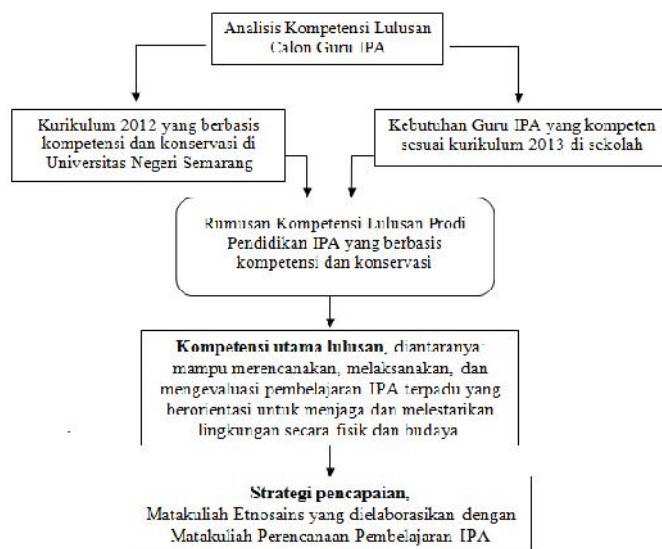 Analisis Kompetensi Lulusan
Calon Guru IPA
Kurikulum 2012 yang berbasis
kompetensi dan konservasi di
Universitas Negeri Semarang
Kebutuhan Guru IPA yang kompeten
sesuai kurikulum 2013 di sekolah
Rumusan Kompetensi Lulusan Prodi
Pendidikan IPA yang berbasis
kompetensi dan konservasi
Kompetensi utama lulusan, diantaranya
mampu merencanakan, melaksanakan, dan
mengevaluasi pembelajaran IPA terpadu yang
berorientasi untuk menjaga dan melestarikan
lingkungan secara fisik dan budaya
Strategi pencapaian,
Matakuliah Etnosains yang dielaborasikan dengan
Matakuliah Perencanaan Pembelajaran IPA